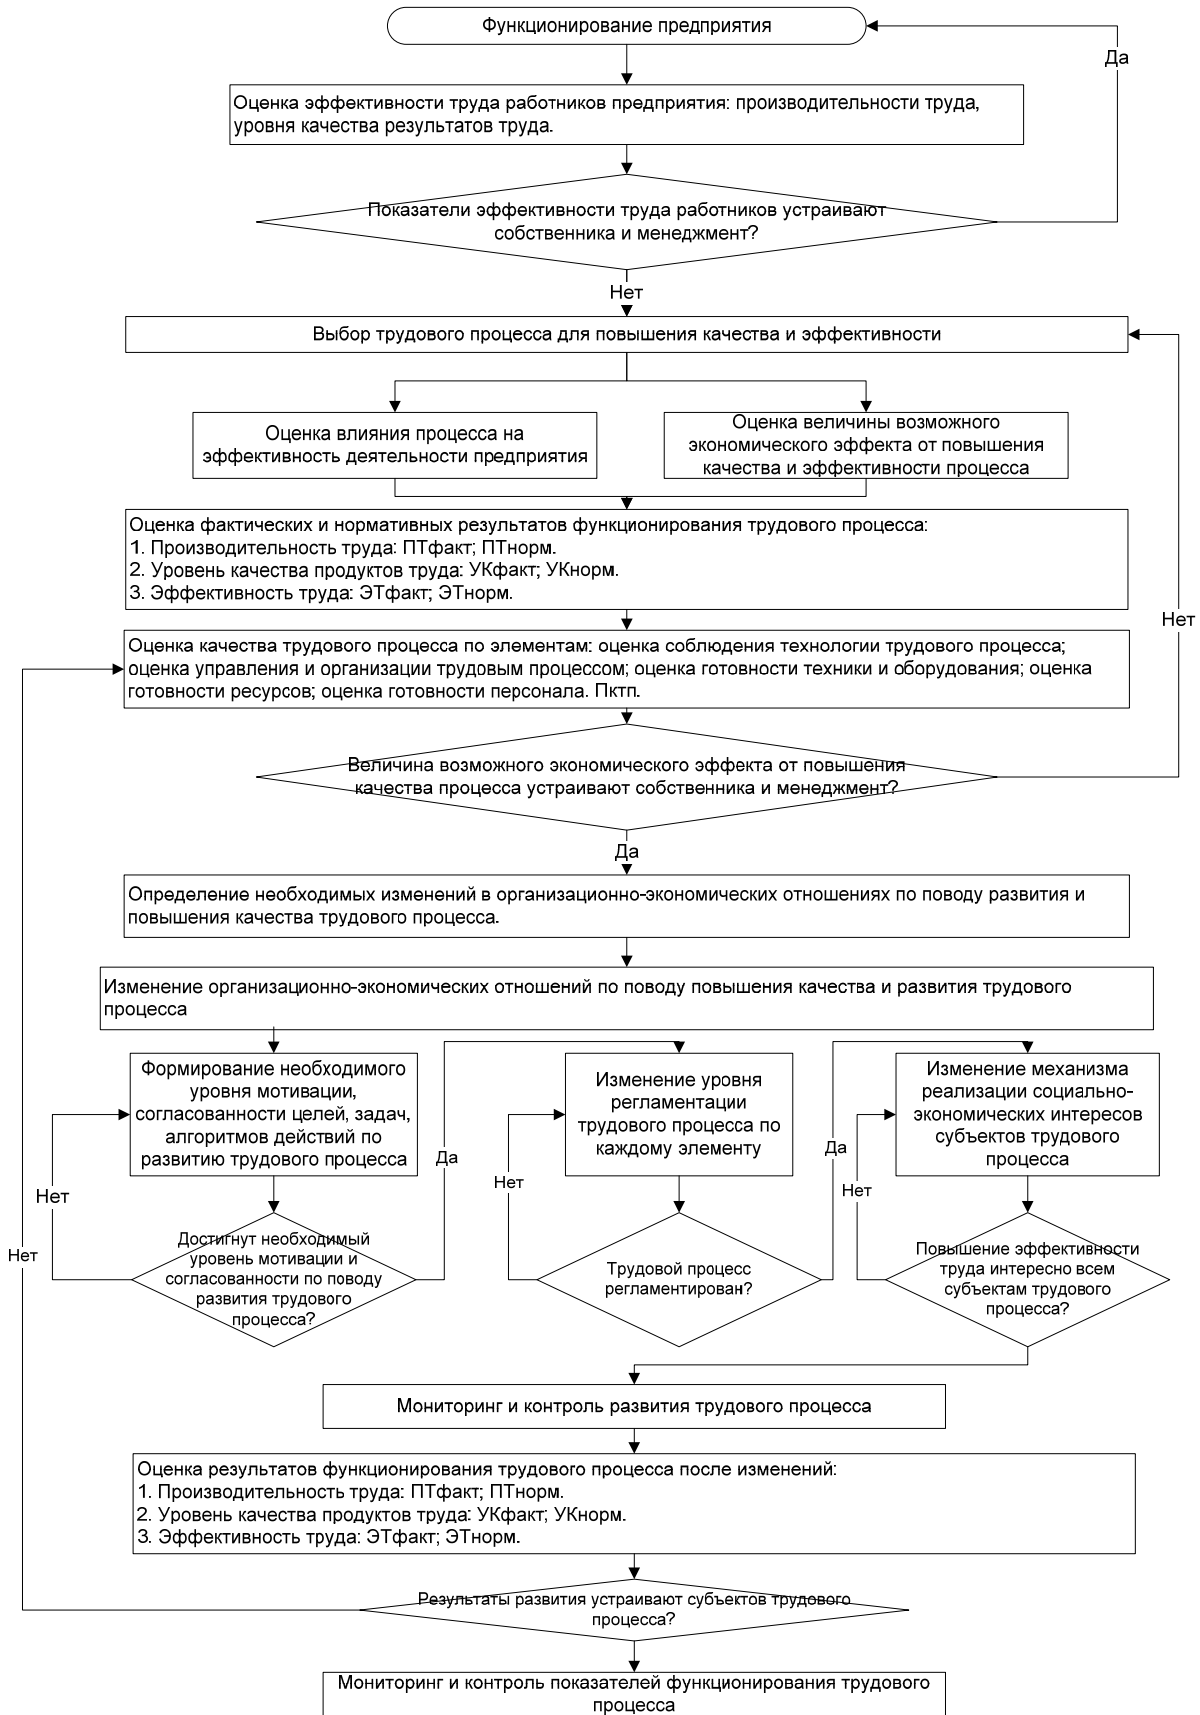 Функционирование предприятия
Да
Оценка эффективности труда работников предприятия: производительности труда,
уровня качества результатов труда.
Показатели эффективности труда работников устраивают
собственника и менеджмент?
Нет
Выбор трудового процесса для повышения качества и эффективности
Оценка влияния процесса на
эффективность деятельности предприятия
Оценка величины возможного
экономического эффекта от повышения
качества и эффективности процесса
Оценка фактических и нормативных результатов функционирования трудового процесса:
1. Производительность труда: ПТфакт; ПТнорм.
2. Уровень качества продуктов труда: УКфакт; УКнорм.
3. Эффективность труда: ЭТфакт; ЭТнорм.
Нет
Оценка качества трудового процесса по элементам: оценка соблюдения технологии трудового процесса;
оценка управления и организации трудовым процессом; оценка готовности техники и оборудования; оценка
готовности ресурсов; оценка готовности персонала. Пктп.
Величина возможного экономического эффекта от повышения
качества процесса устраивают собственника и менеджмент?
Да
Определение необходимых изменений в организационно-экономических отношениях по поводу развития и
повышения качества трудового процесса.
Изменение организационно-экономических отношений по поводу повышения качества и развития трудового
процесса
Формирование необходимого
уровня мотивации,
согласованности целей, задач,
алгоритмов действий по
развитию трудового процесса
Да
Изменение уровня
регламентации
трудового процесса по
каждому элементу
Да
Изменение механизма
реализации социально-
экономических интересов
субъектов трудового
процесса
Нет
Нет
Нет
Нет
Достигнут необходимый
уровень мотивации и
согласованности по поводу
развития трудового
процесса?
Трудовой процесс
регламентирован?
Повышение эффективности
труда интересно всем
субъектам трудового
процесса?
Мониторинг и контроль развития трудового процесса
Оценка результатов функционирования трудового процесса после изменений:
1. Производительность труда: ПТфакт; ПТнорм.
2. Уровень качества продуктов труда: УКфакт; УКнорм.
3. Эффективность труда: ЭТфакт; ЭТнорм.
Результаты развития устраивают субъектов трудового
процесса?
Мониторинг и контроль показателей функционирования трудового
процесса